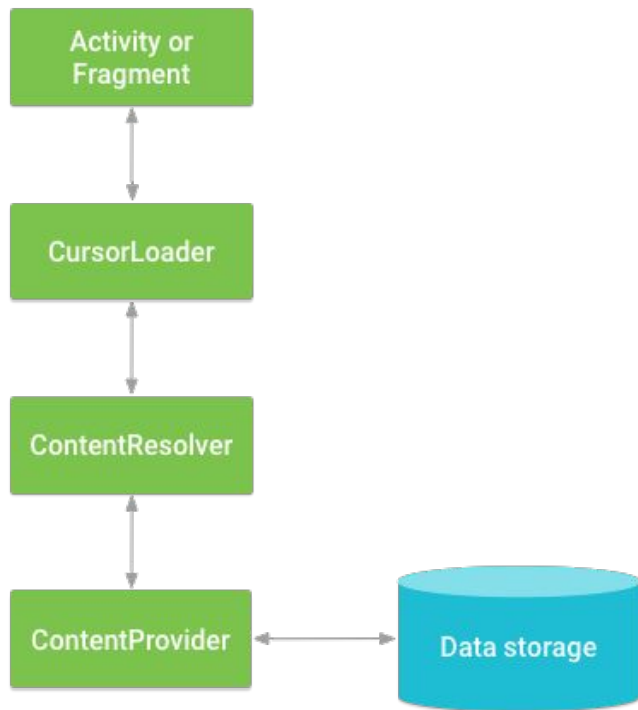 Activity or
Fragment
CursorLoader
ContentResolver
ContentProvider
Data storage